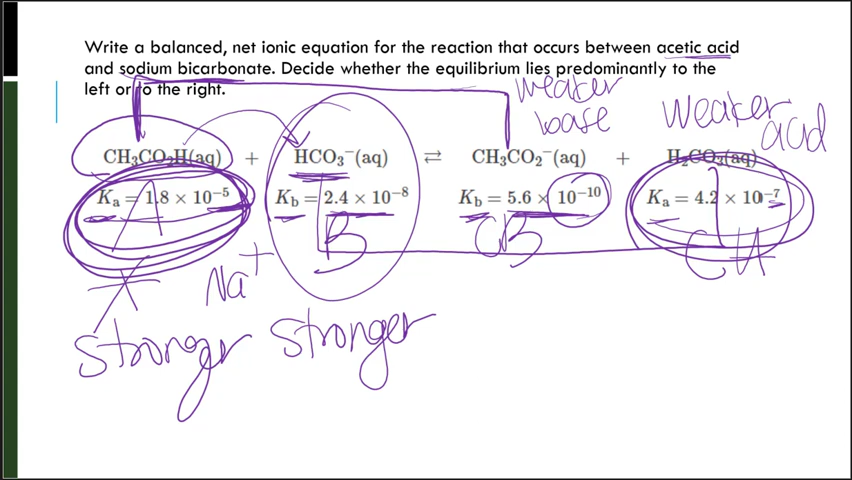 Write a balanced, net ionic equation for the reaction that occurs between acetic acid
and sodium bicarbonate. Decide whether the equilibrium lies predominantly to the
left or to the right.
weaker base
weaker acid
CH₃CO₂H(aq) + HCO₃⁻(aq) ⇄ CH₃CO₂⁻(aq) + H₂CO₃(aq)
Kₐ = 1.8 × 10⁻⁵ K_b = 2.4 × 10⁻⁸ K_b = 5.6 × 10⁻¹⁰ Kₐ = 4.2 × 10⁻⁷
A B CB CA
Na⁺
stronger stronger